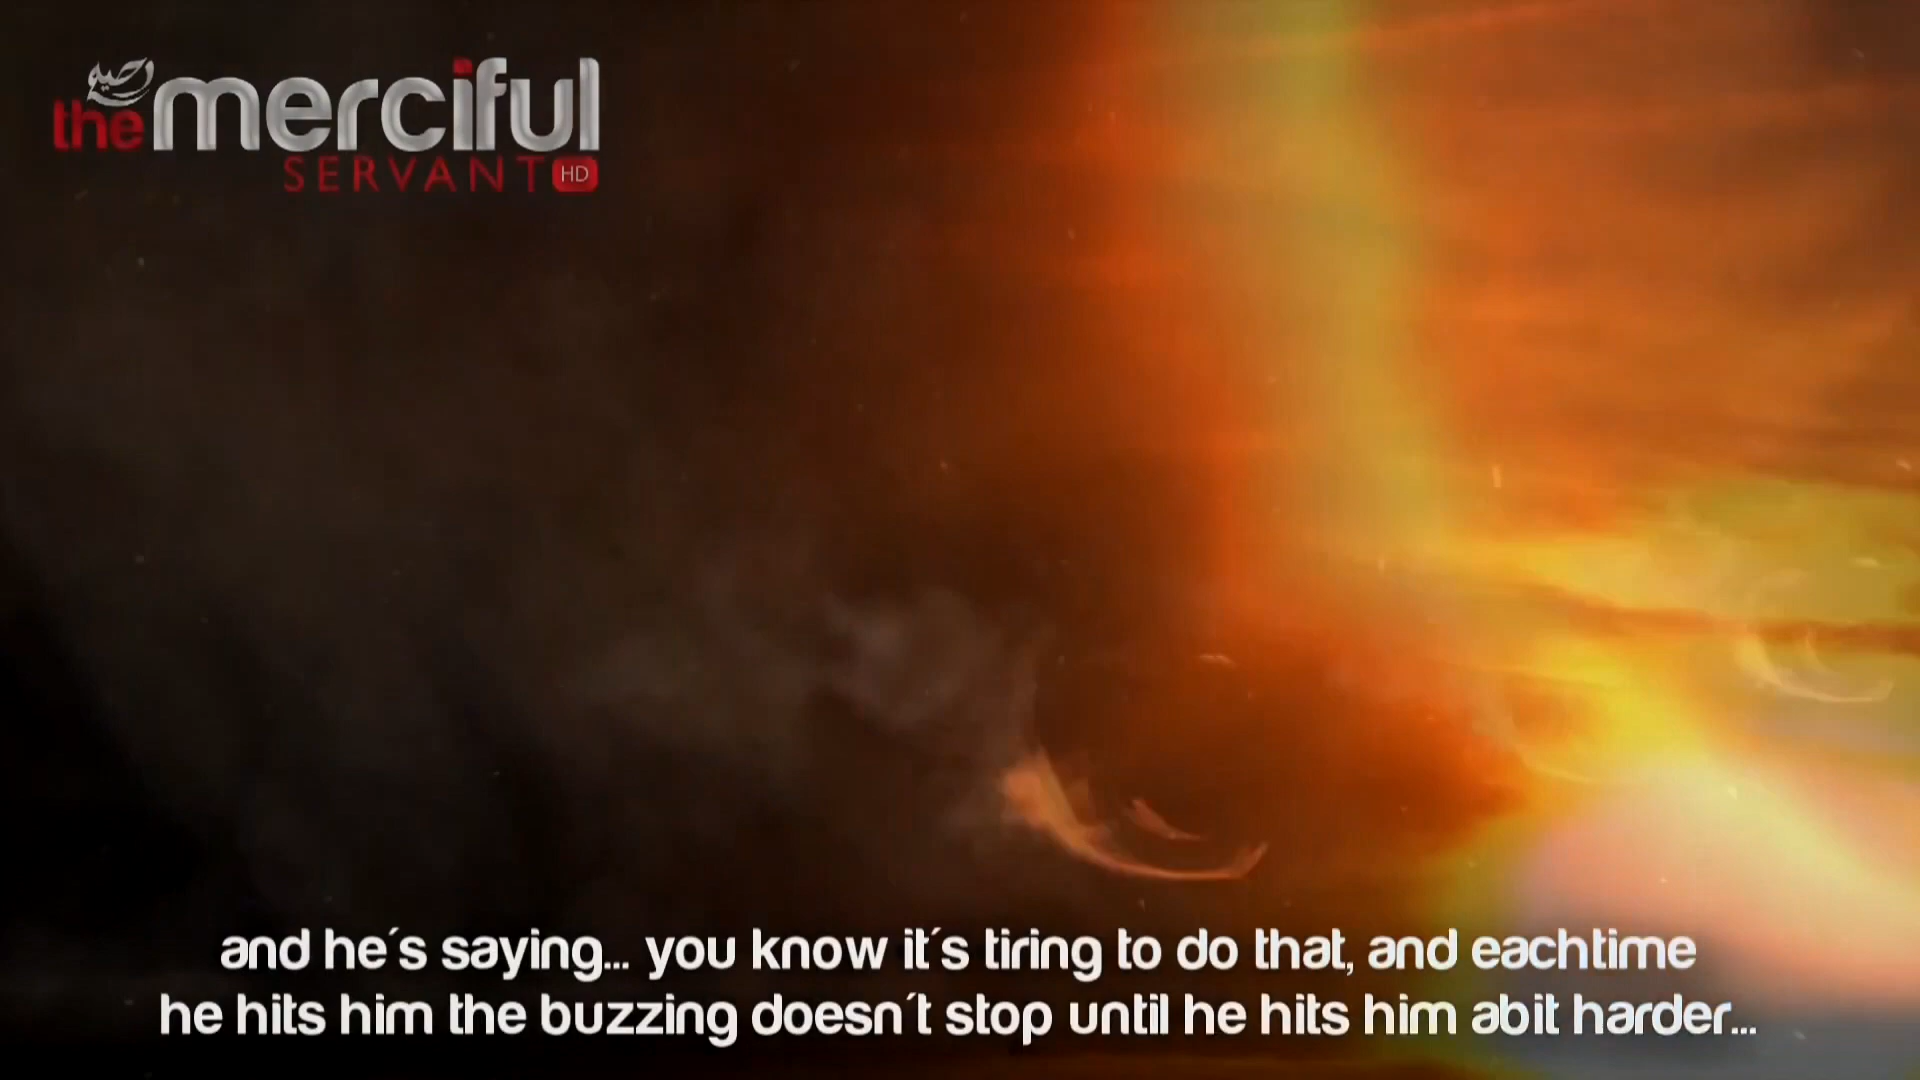 the merciful
SERVANT HD
and he´s saying... you know it´s tiring to do that, and eachtime
he hits him the buzzing doesn´t stop until he hits him abit harder...